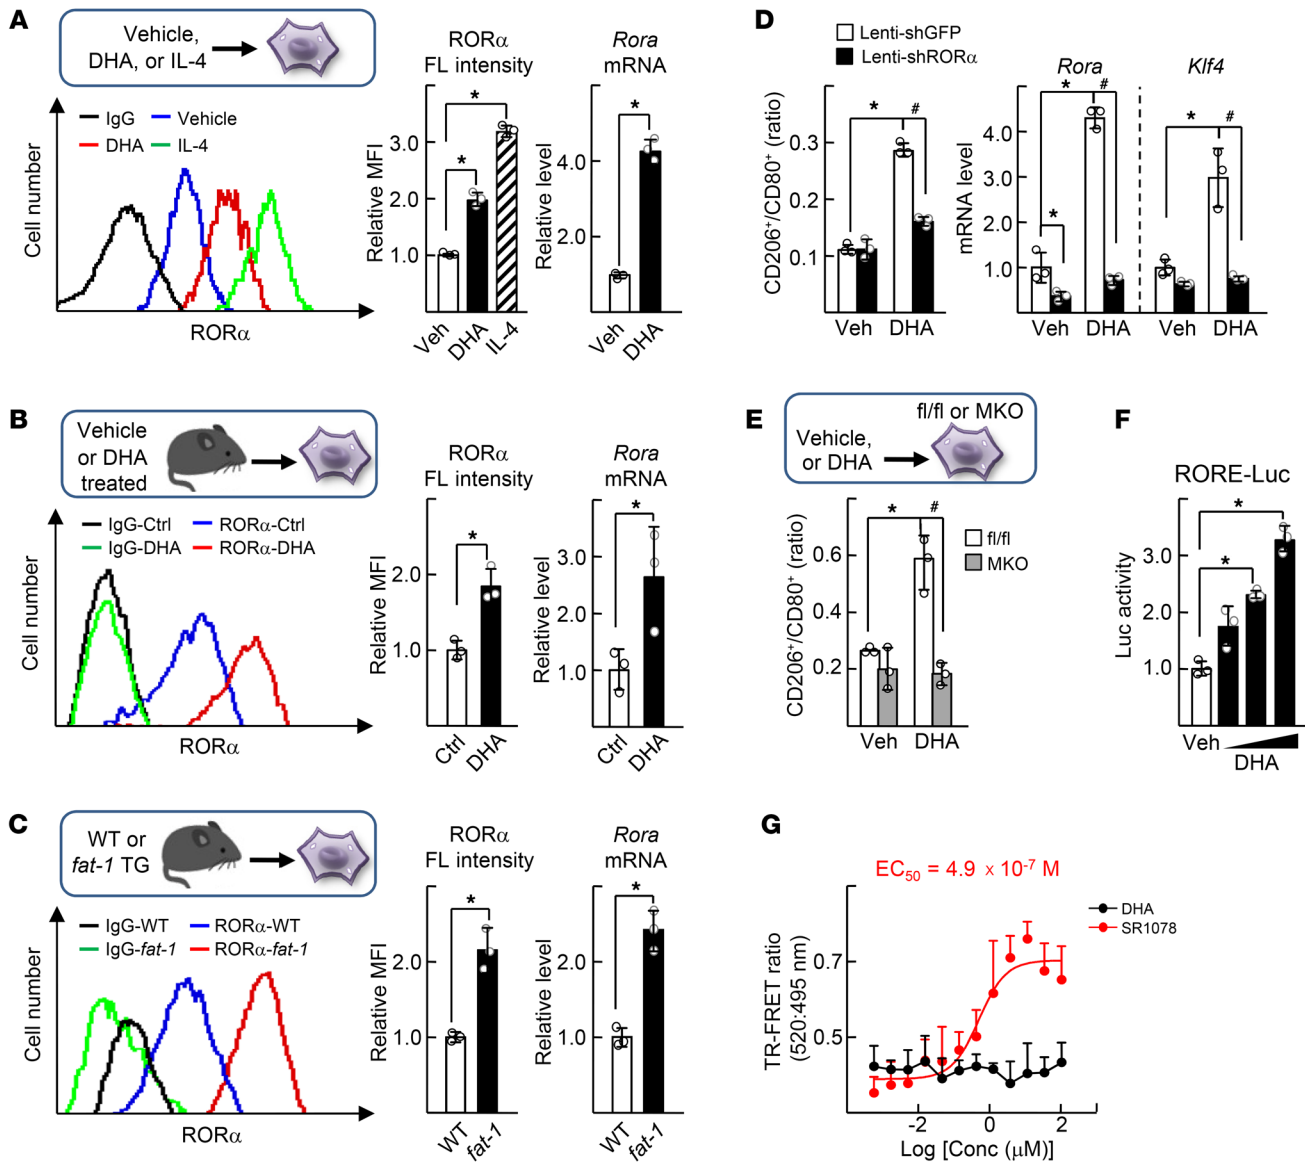 A
Vehicle,
DHA, or IL-4
IgG
Vehicle
DHA
IL-4
Cell number
RORα
RORα
FL intensity
Relative MFI
3.0
2.0
1.0
*
*
Veh
DHA
IL-4
Rora
mRNA
Relative level
4.0
2.0
*
Veh
DHA
B
Vehicle
or DHA
treated
IgG-Ctrl
RORα-Ctrl
IgG-DHA
RORα-DHA
Cell number
RORα
RORα
FL intensity
Relative MFI
2.0
1.0
*
Ctrl
DHA
Rora
mRNA
Relative level
3.0
2.0
1.0
*
Ctrl
DHA
C
WT or
fat-1 TG
IgG-WT
RORα-WT
IgG-fat-1
RORα-fat-1
Cell number
RORα
RORα
FL intensity
Relative MFI
2.0
1.0
*
WT
fat-1
Rora
mRNA
Relative level
2.0
1.0
*
WT
fat-1
D
Lenti-shGFP
Lenti-shRORα
CD206+/CD80+ (ratio)
0.3
0.2
0.1
* #
Veh DHA
Rora Klf4
mRNA level
4.0
3.0
2.0
1.0
* #
*
* #
Veh DHA Veh DHA
E
fl/fl or MKO
Vehicle,
or DHA
CD206+/CD80+ (ratio)
0.6
0.4
0.2
* #
fl/fl
MKO
Veh DHA
F
RORE-Luc
Luc activity
3.0
2.0
1.0
*
*
Veh
DHA
G
EC50 = 4.9 × 10-7 M
DHA
SR1078
TR-FRET ratio
(520:495 nm)
0.7
0.5
-2 0 2
Log [Conc (μM)]